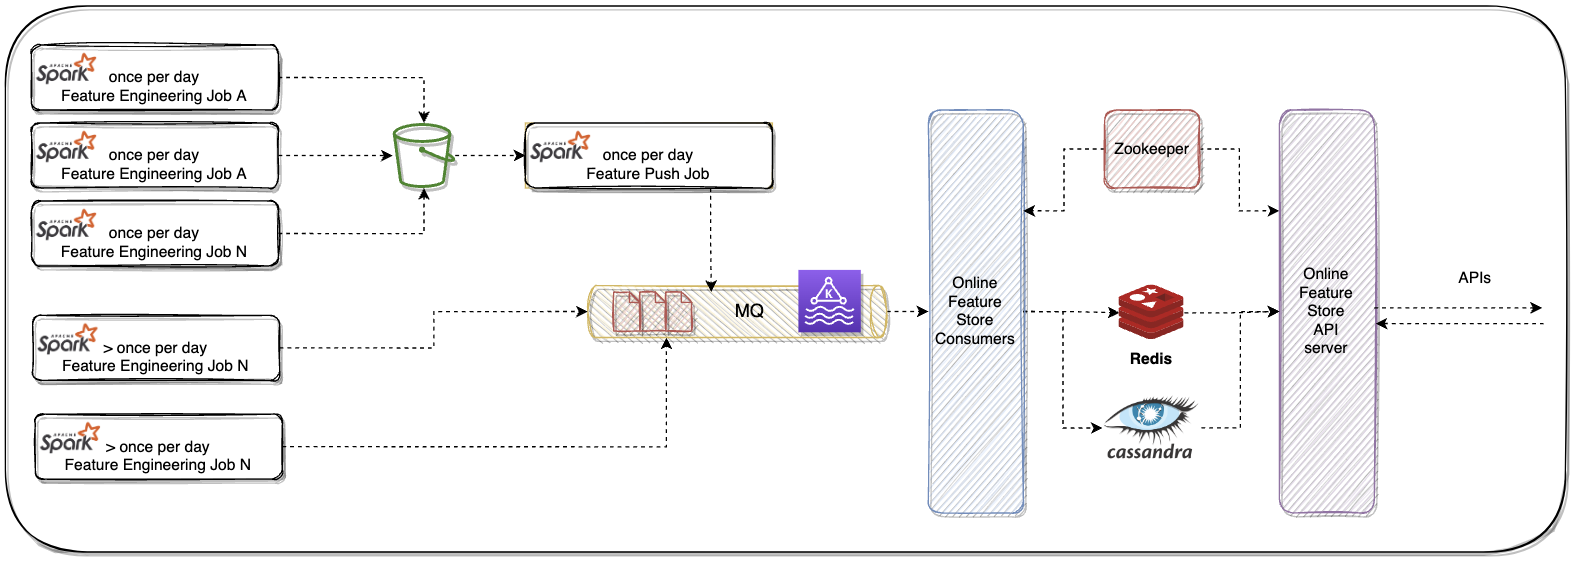 APACHE
Spark
once per day
Feature Engineering Job A
APACHE
Spark
once per day
Feature Engineering Job A
APACHE
Spark
once per day
Feature Engineering Job N
APACHE
Spark
> once per day
Feature Engineering Job N
APACHE
Spark
> once per day
Feature Engineering Job N
APACHE
Spark
once per day
Feature Push Job
MQ
K
Online
Feature
Store
Consumers
Zookeeper
Redis
cassandra
Online
Feature
Store
API
server
APIs